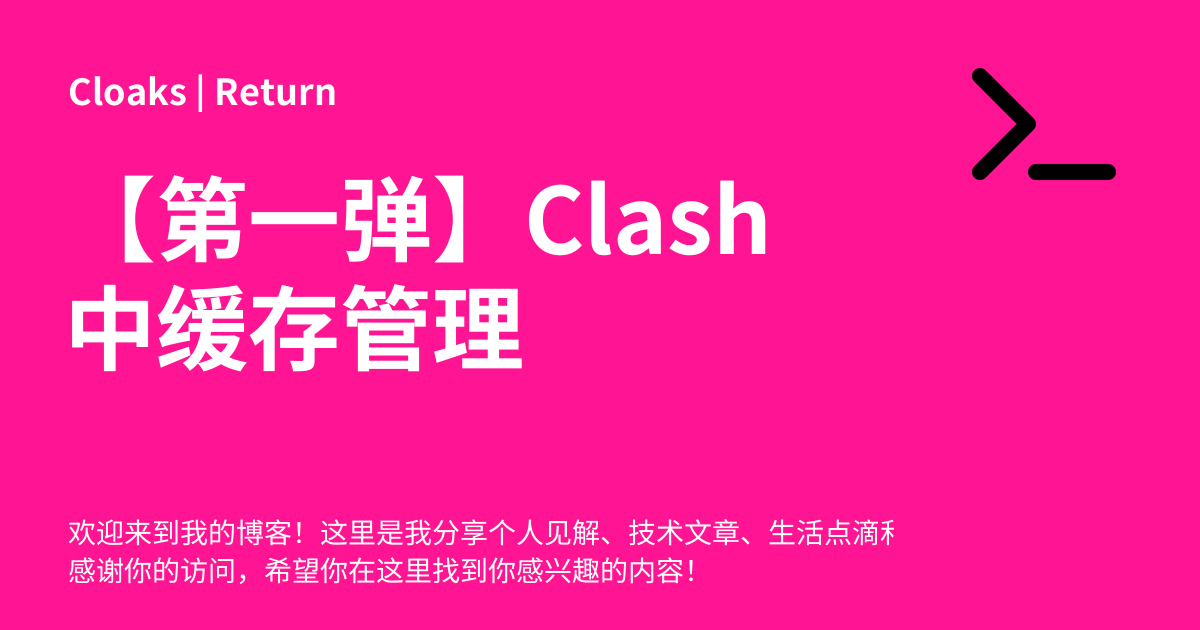 Cloaks | Return
【第一弹】Clash
中缓存管理
欢迎来到我的博客！这里是我分享个人见解、技术文章、生活点滴
感谢你的访问，希望你在这里找到你感兴趣的内容！